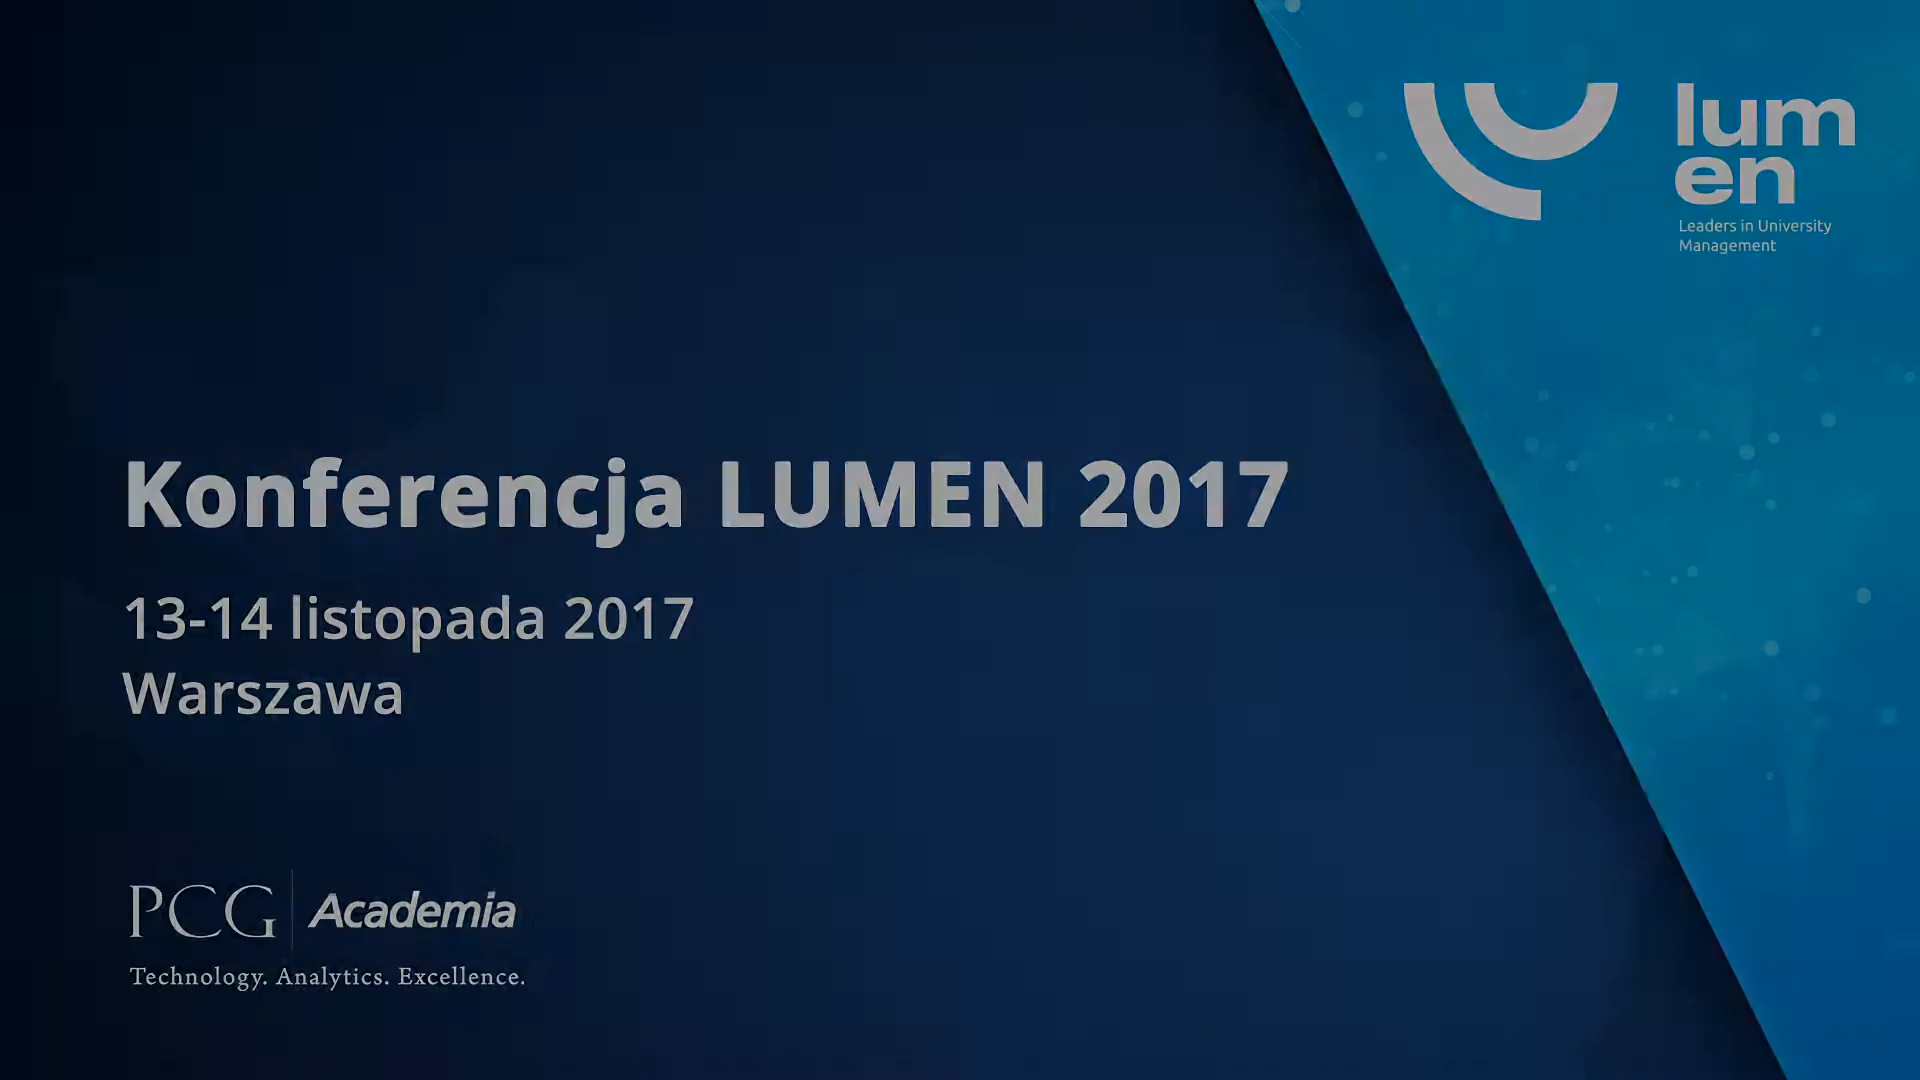 lum
en
Leaders in University
Management
Konferencja LUMEN 2017
13-14 listopada 2017
Warszawa
PCG Academia
Technology. Analytics. Excellence.